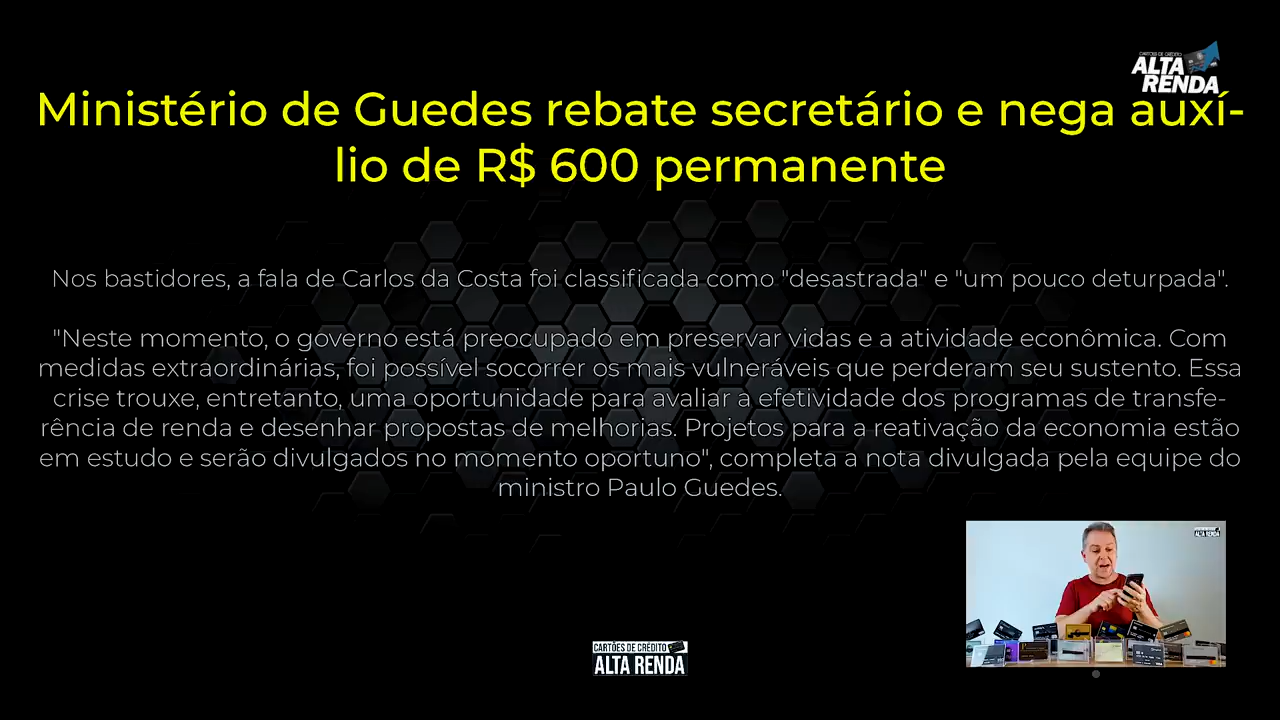 CARTÕES DE CRÉDITO
ALTA
RENDA
Ministério de Guedes rebate secretário e nega auxí-
lio de R$ 600 permanente
Nos bastidores, a fala de Carlos da Costa foi classificada como "desastrada" e "um pouco deturpada".
"Neste momento, o governo está preocupado em preservar vidas e a atividade econômica. Com
medidas extraordinárias, foi possível socorrer os mais vulneráveis que perderam seu sustento. Essa
crise trouxe, entretanto, uma oportunidade para avaliar a efetividade dos programas de transfe-
rência de renda e desenhar propostas de melhorias. Projetos para a reativação da economia estão
em estudo e serão divulgados no momento oportuno", completa a nota divulgada pela equipe do
ministro Paulo Guedes.
ALTA RENDA
CARTÕES DE CRÉDITO
ALTA RENDA